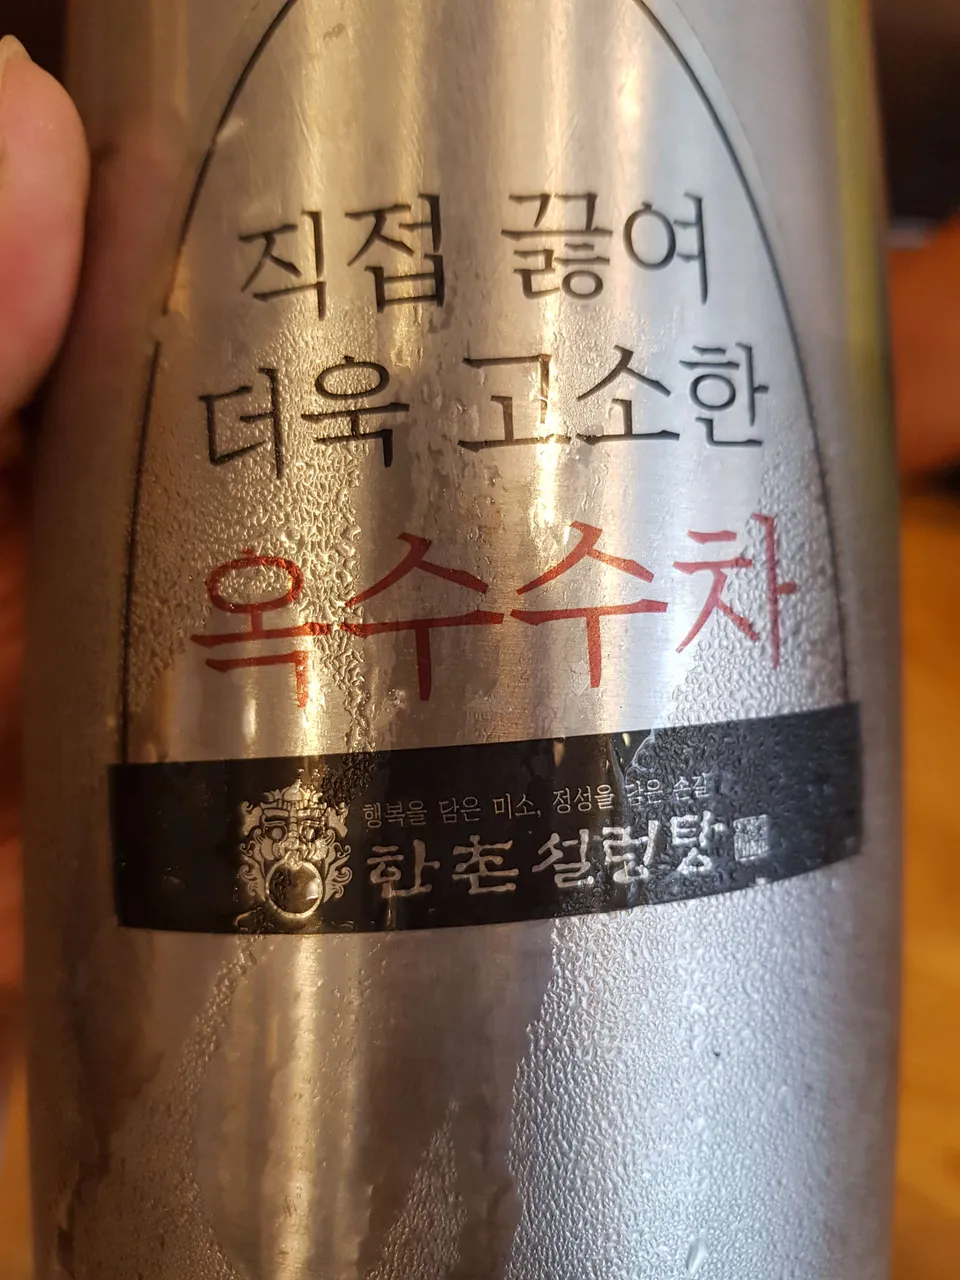 직접 끓여
더욱 고소한
옥수수차
행복을 담은 미소, 정성을 담은 손길
한촌설렁탕